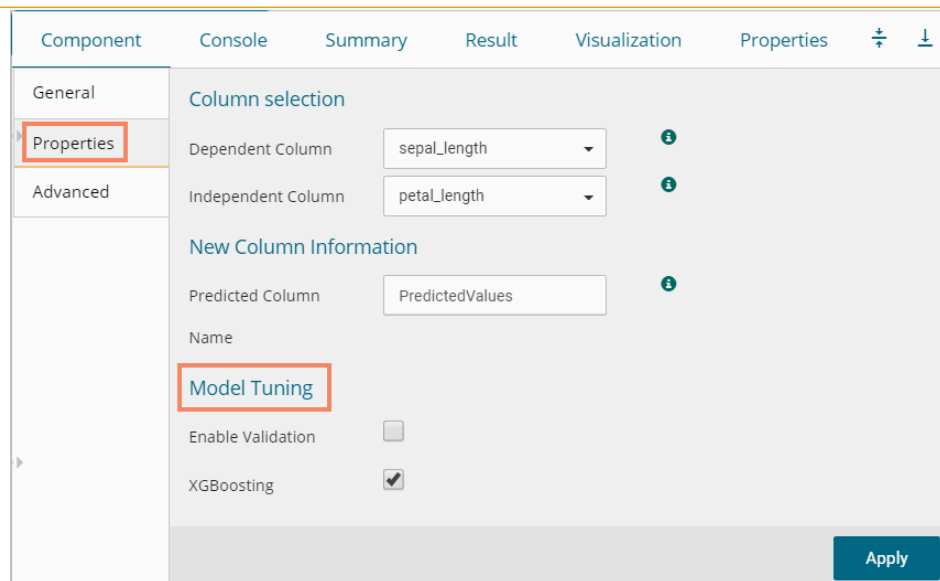 Component Console Summary Result Visualization Properties
General
Properties
Advanced
Column selection
Dependent Column sepal_length
Independent Column petal_length
New Column Information
Predicted Column PredictedValues
Name
Model Tuning
Enable Validation
XGBoosting
Apply